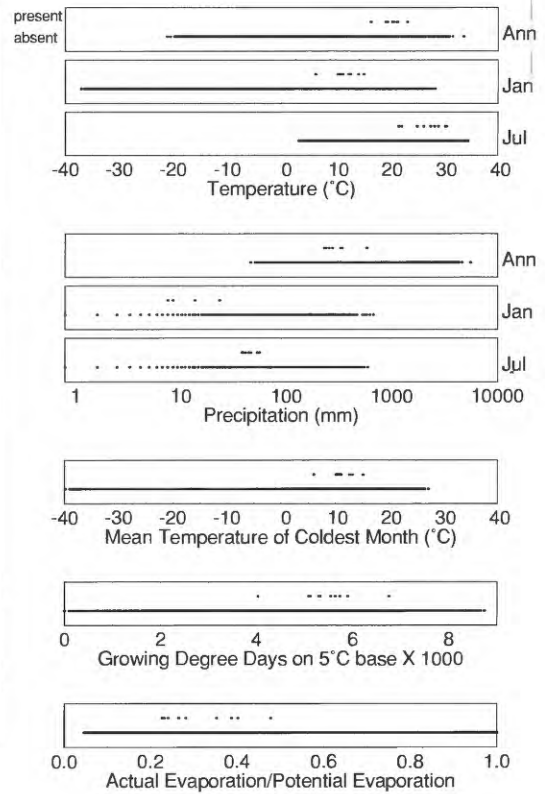 present
absent
Ann
Jan
Jul
-40 -30 -20 -10 0 10 20 30 40
Temperature (˚C)
Ann
Jan
Jul
1 10 100 1000 10000
Precipitation (mm)
-40 -30 -20 -10 0 10 20 30 40
Mean Temperature of Coldest Month (˚C)
0 2 4 6 8
Growing Degree Days on 5˚C base X 1000
0.0 0.2 0.4 0.6 0.8 1.0
Actual Evaporation/Potential Evaporation